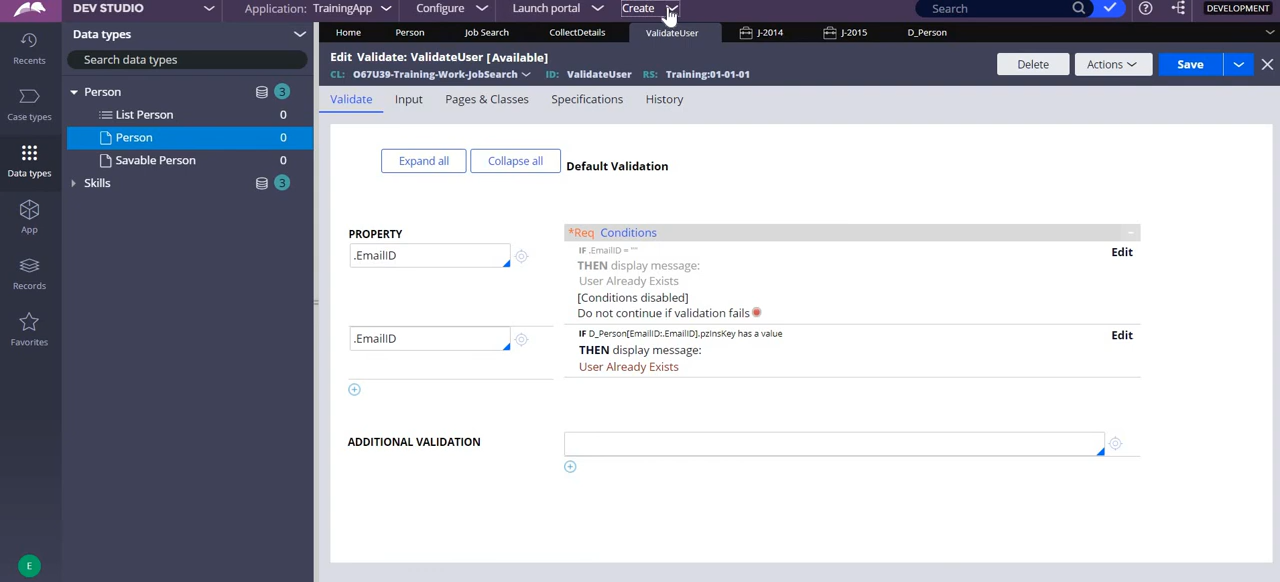 DEV STUDIO
Application: TrainingApp
Configure
Launch portal
Create
Search
DEVELOPMENT
Recents
Case types
Data types
App
Records
Favorites
E
Data types
Search data types
Person 3
List Person 0
Person 0
Savable Person 0
Skills 3
Home
Person
Job Search
CollectDetails
ValidateUser
J-2014
J-2015
D_Person
Edit Validate: ValidateUser [Available]
CL: O67U39-Training-Work-JobSearch ID: ValidateUser RS: Training:01-01-01
Delete
Actions
Save
Validate
Input
Pages & Classes
Specifications
History
Expand all
Collapse all
Default Validation
PROPERTY
*Req Conditions
.EmailID
IF .EmailID = ""
Edit
THEN display message:
User Already Exists
[Conditions disabled]
Do not continue if validation fails
.EmailID
IF D_Person[EmailID:.EmailID].pzInsKey has a value
Edit
THEN display message:
User Already Exists
ADDITIONAL VALIDATION